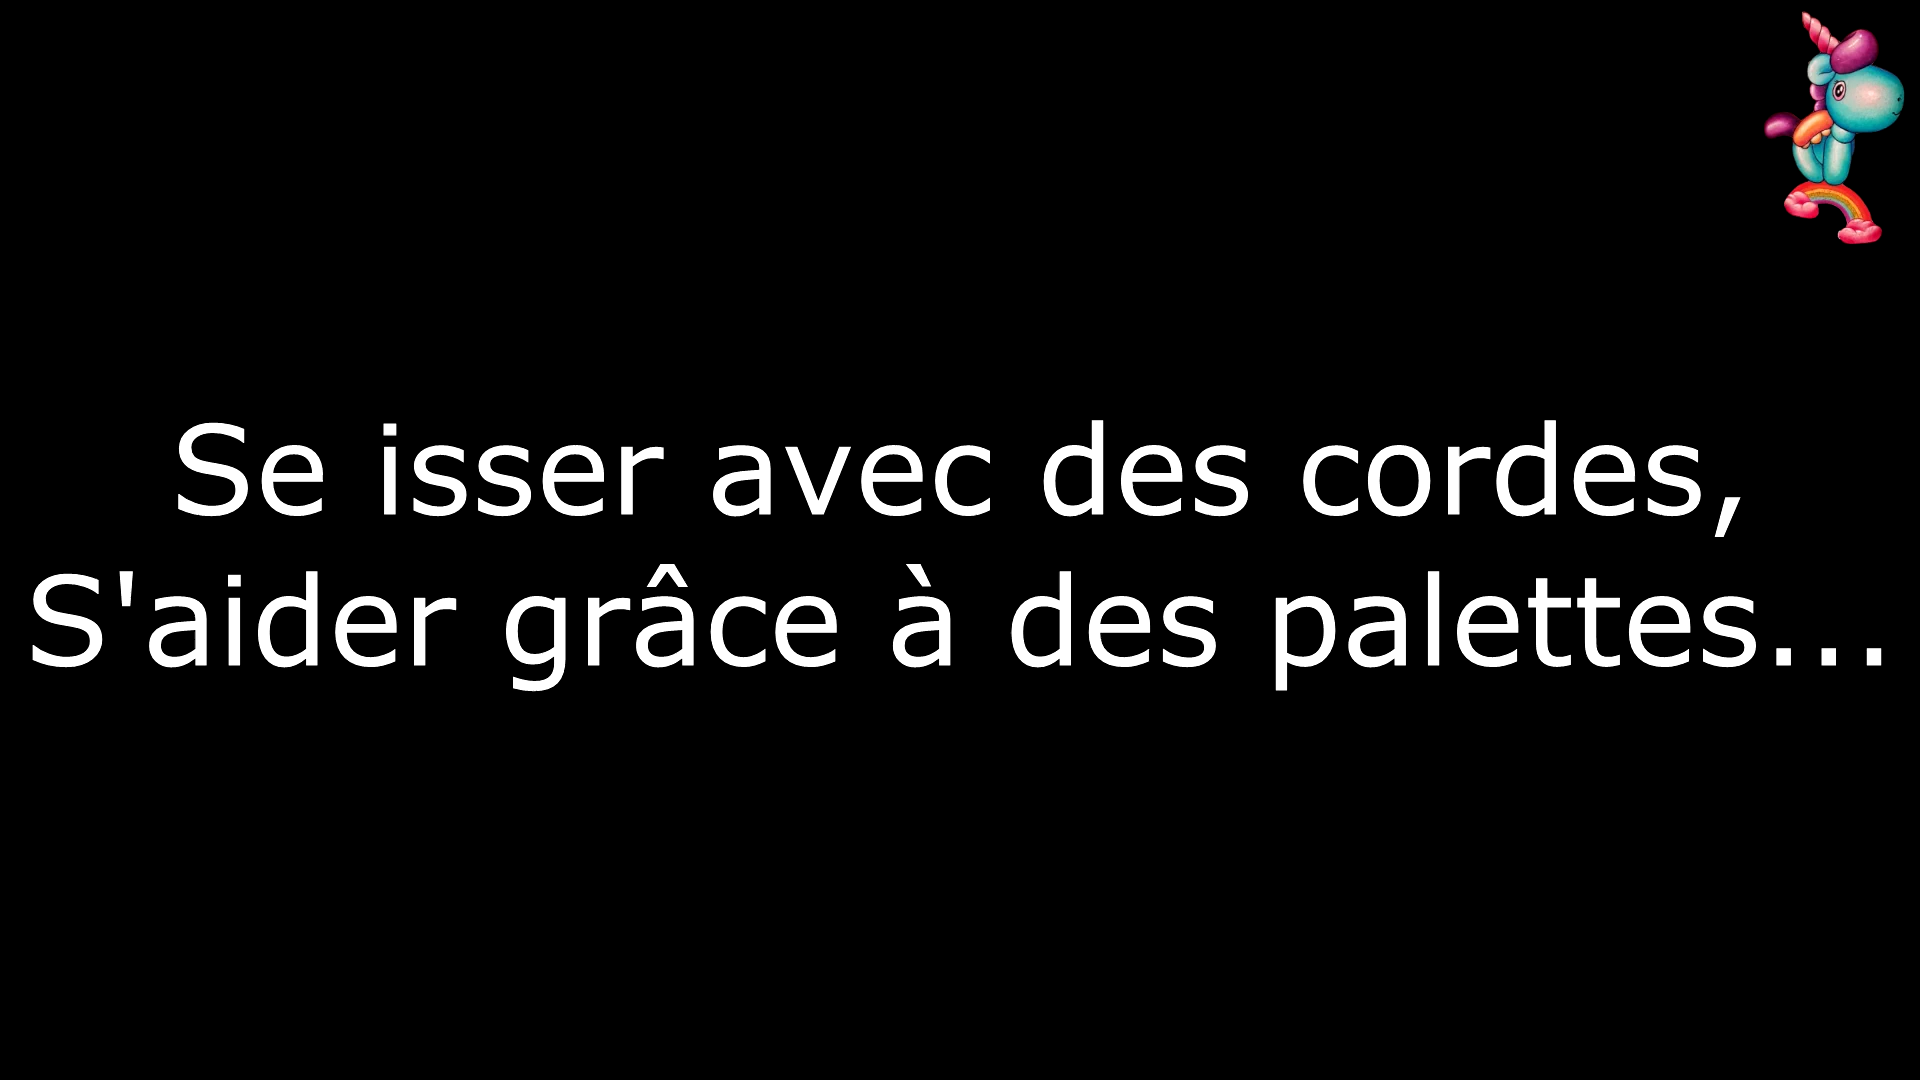 Se isser avec des cordes,
S'aider grâce à des palettes...